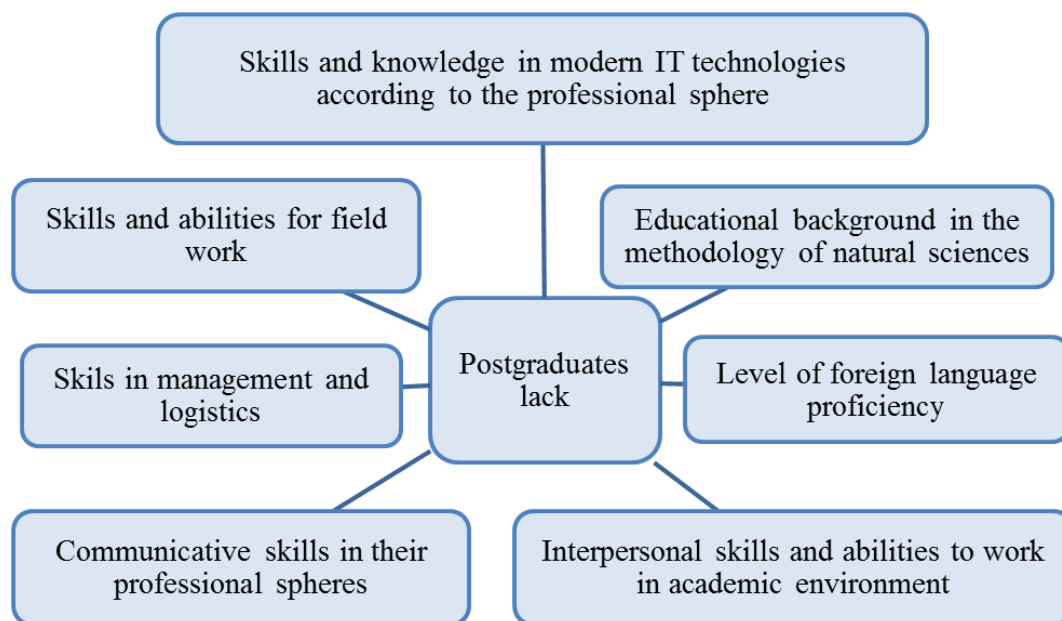 Skills and knowledge in modern IT technologies
according to the professional sphere
Skills and abilities for field
work
Educational background in the
methodology of natural sciences
Postgraduates
lack
Skils in management and
logistics
Level of foreign language
proficiency
Communicative skills in their
professional spheres
Interpersonal skills and abilities to work
in academic environment